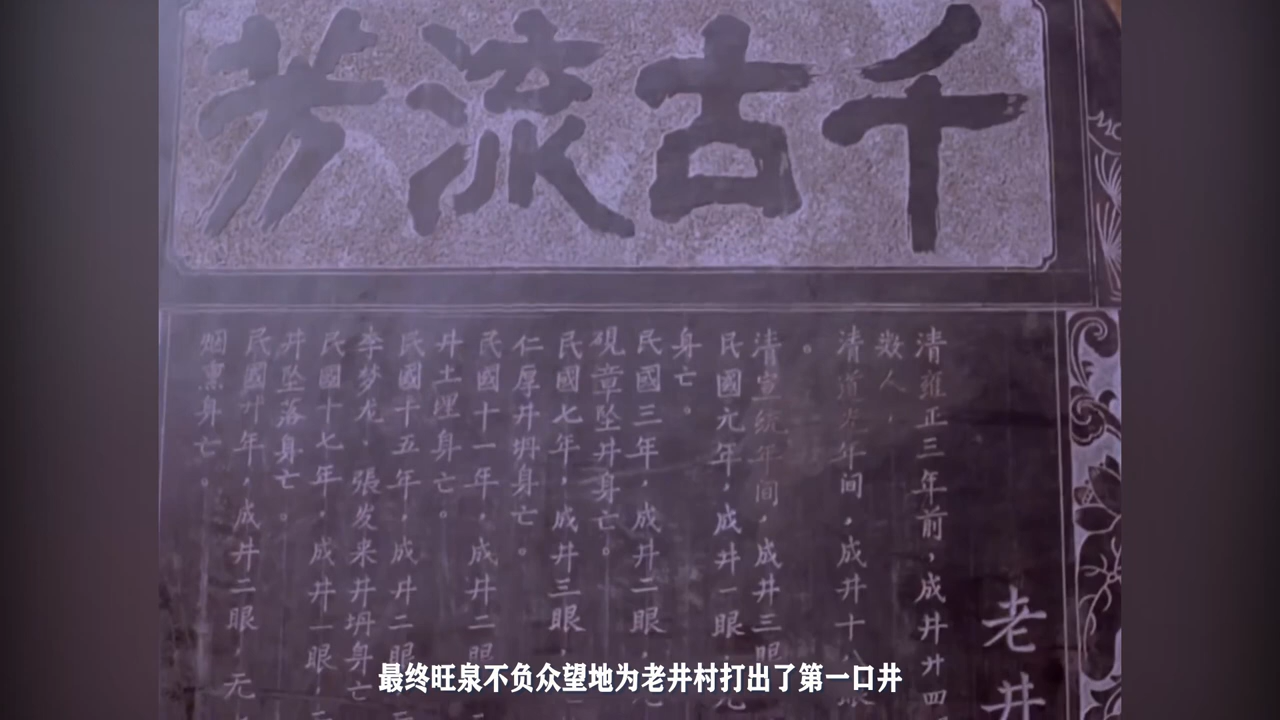 千古流芳
老井
清雍正三年前，成井廾四
数人，
清道光年间，成井十
。
清宣统年间，成井三眼
民國元年，成井一眼，
身亡。
民國三年，成井二眼，
砚章坠井身亡。
民國七年，成井三眼，
仁厚井坍身亡。
民國十一年，成井二眼
井土埋身亡。
民國十五年，成井二眼
李梦龙、張发来井坍身亡
民國十七年，成井一眼，
井坠落身亡。
民國廾年，成井二眼，无
烟熏身亡。
最终旺泉不负众望地为老井村打出了第一口井